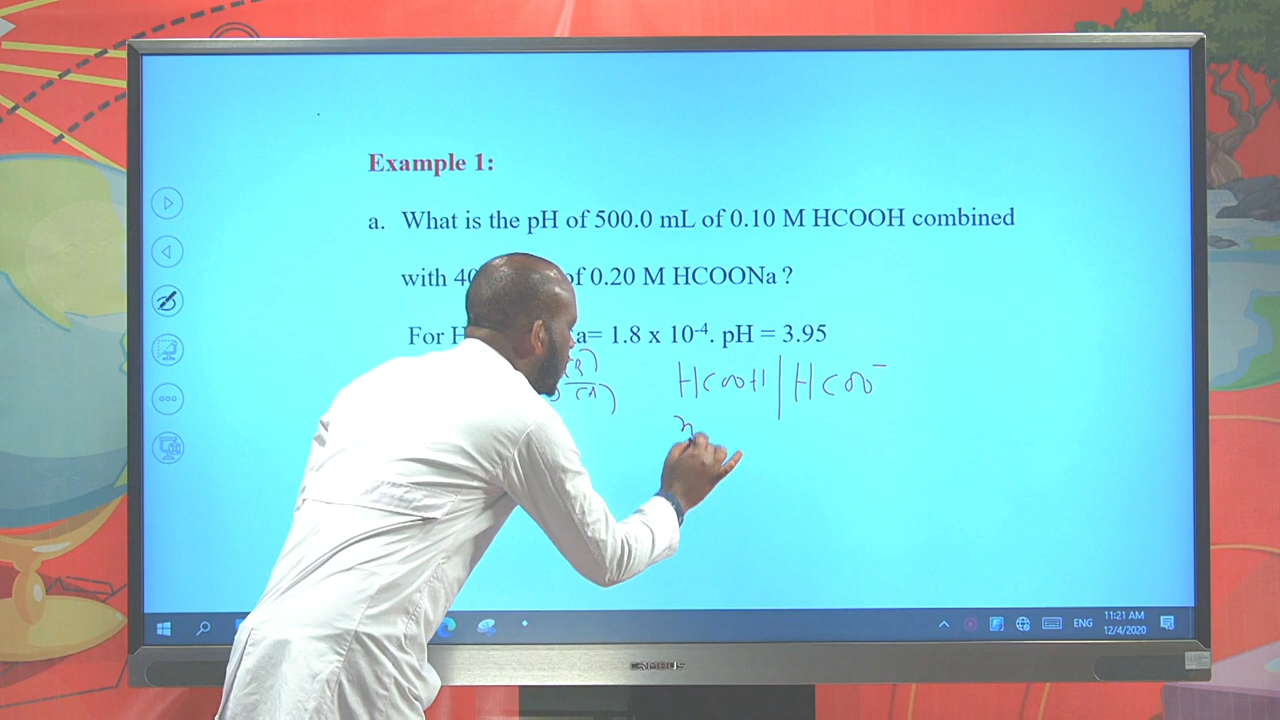 Example 1:
a. What is the pH of 500.0 mL of 0.10 M HCOOH combined
with 40 of 0.20 M HCOONa ?
For H a= 1.8 x 10⁻⁴. pH = 3.95
(B) HCOOH | HCOO⁻
(A) n
ENG
11:21 AM
12/4/2020